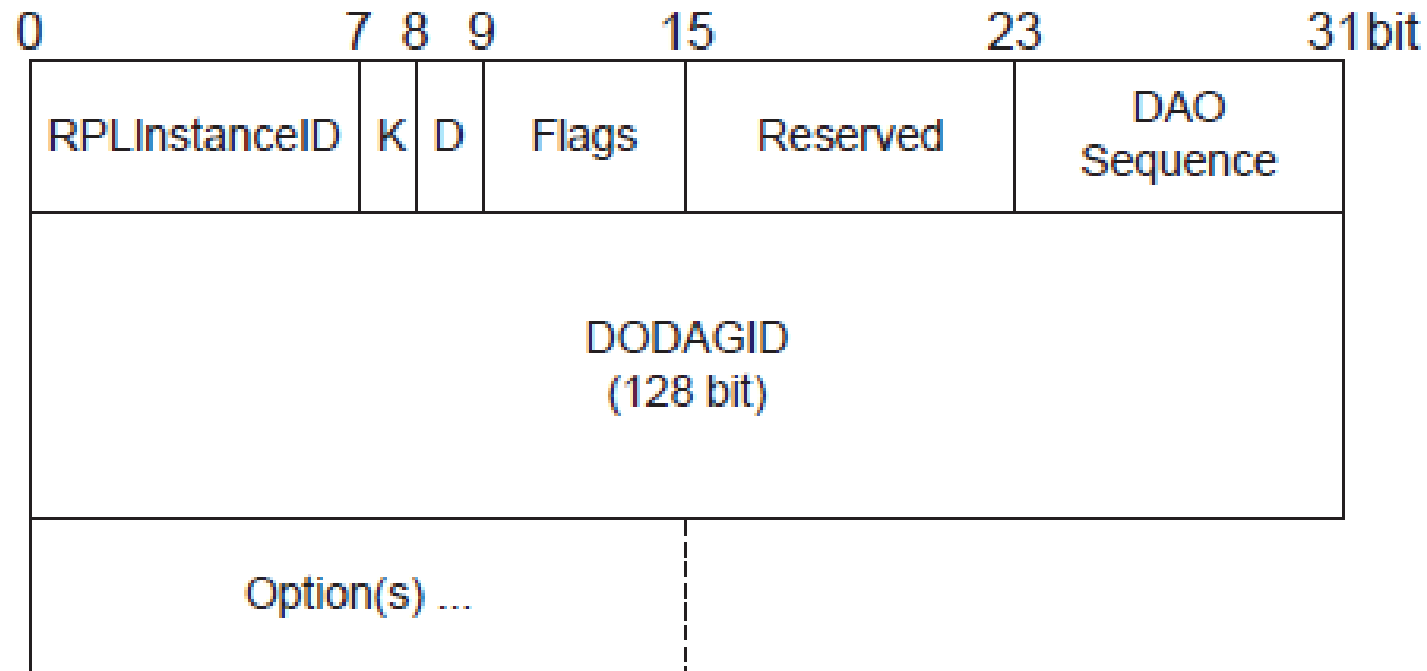 0 7 8 9 15 23 31bit
RPLInstanceID K D Flags Reserved DAO
Sequence
DODAGID
(128 bit)
Option(s) ...